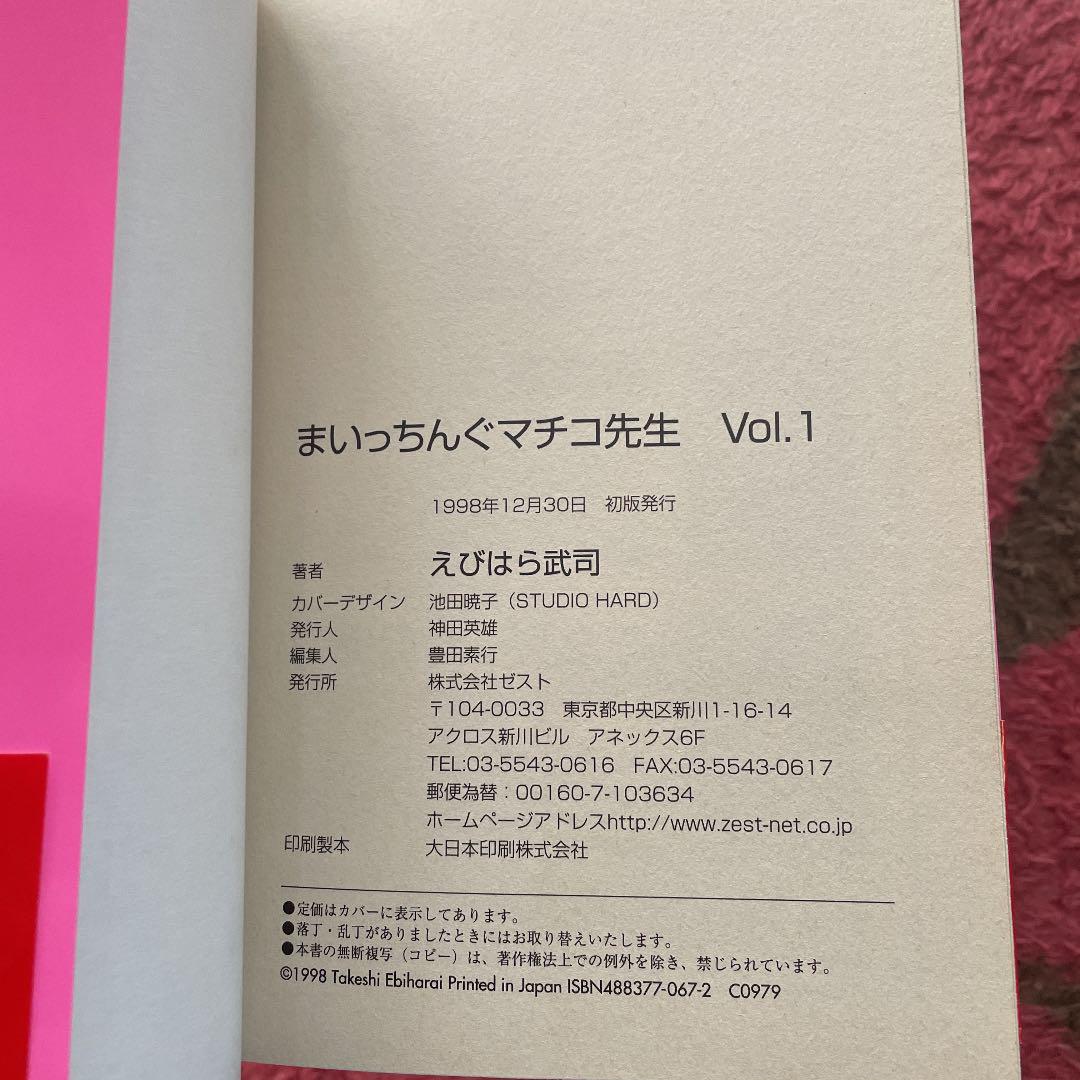 まいっちんぐマチコ先生 Vol.1
1998年12月30日 初版発行
著者 えびはら武司
カバーデザイン 池田暁子（STUDIO HARD）
発行人 神田英雄
編集人 豊田素行
発行所 株式会社ゼスト
〒104-0033 東京都中央区新川1-16-14
アクロス新川ビル アネックス6F
TEL:03-5543-0616 FAX:03-5543-0617
郵便為替：00160-7-103634
ホームページアドレスhttp://www.zest-net.co.jp
印刷製本 大日本印刷株式会社
●定価はカバーに表示してあります。
●落丁・乱丁がありましたときにはお取り替えいたします。
●本書の無断複写（コピー）は、著作権法上での例外を除き、禁じられています。
©1998 Takeshi Ebiharai Printed in Japan ISBN488377-067-2 C0979